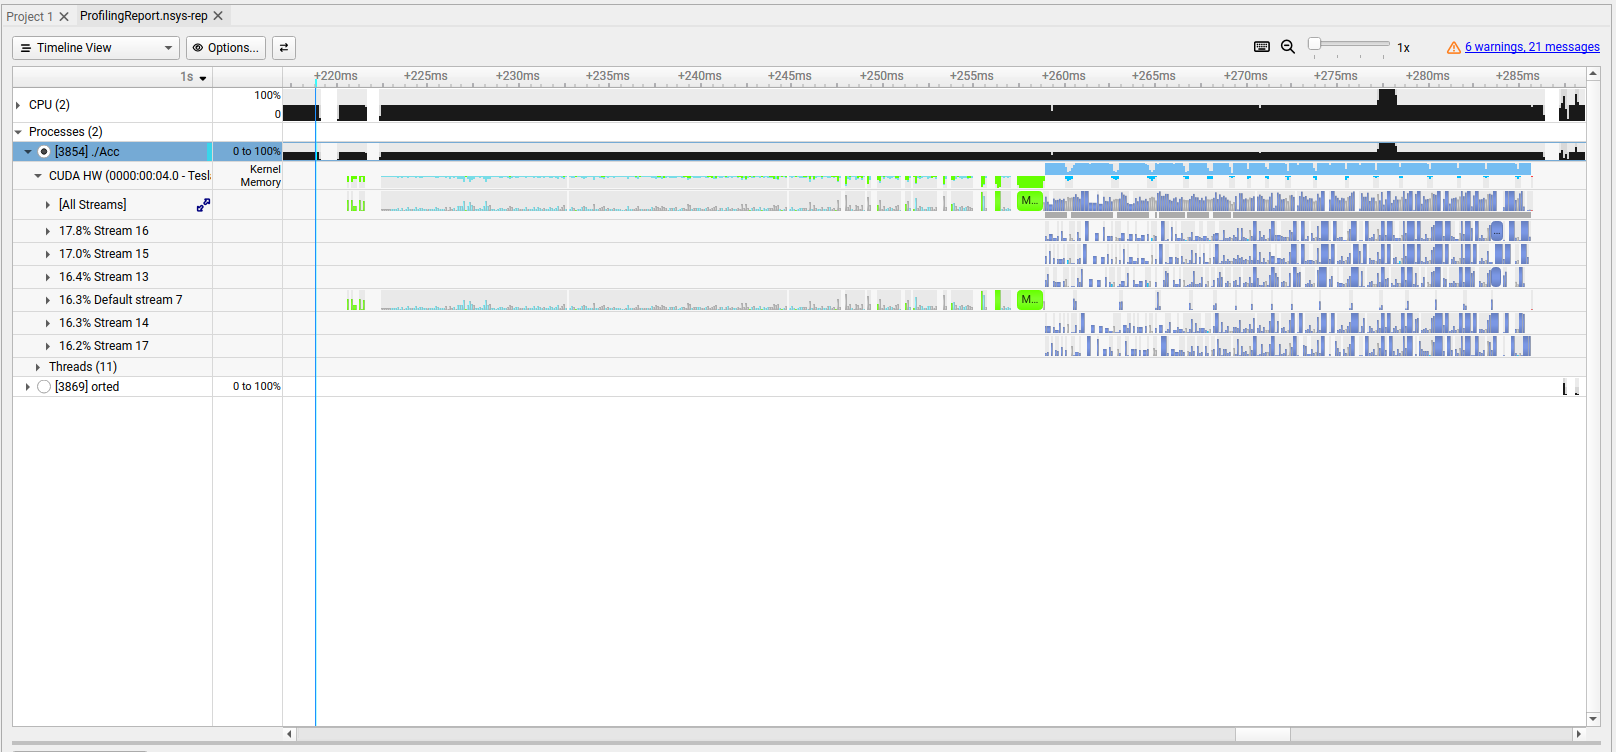 Project 1 ProfilingReport.nsys-rep
Timeline View Options... 1x 6 warnings, 21 messages
1s +220ms +225ms +230ms +235ms +240ms +245ms +250ms +255ms +260ms +265ms +270ms +275ms +280ms +285ms
CPU (2) 100%
0
Processes (2)
[3854] ./Acc 0 to 100%
CUDA HW (0000:00:04.0 - Tesl Kernel
Memory
[All Streams] M...
17.8% Stream 16 ...
17.0% Stream 15
16.4% Stream 13
16.3% Default stream 7 M...
16.3% Stream 14
16.2% Stream 17
Threads (11)
[3869] orted 0 to 100%